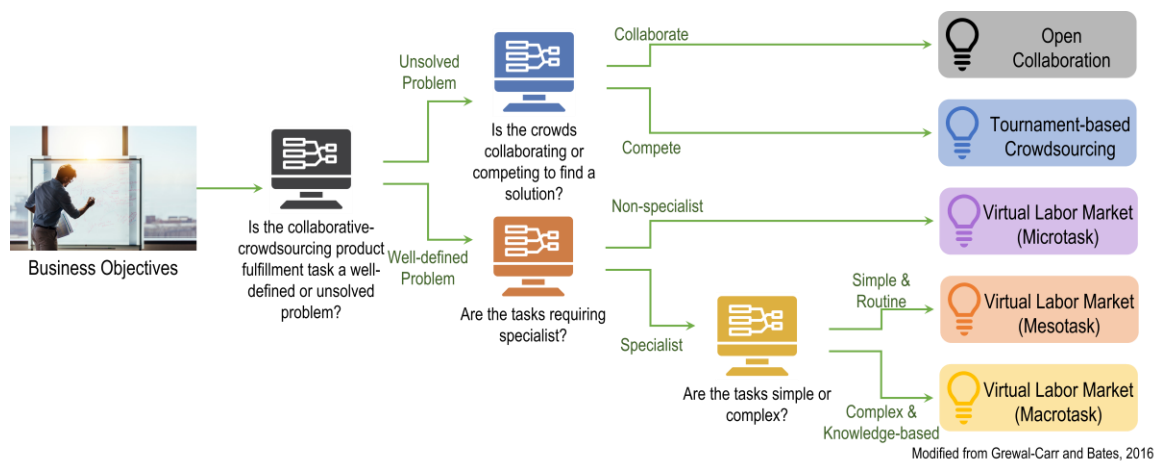 Business Objectives
Is the collaborative-
crowdsourcing product
fulfillment task a well-
defined or unsolved
problem?
Unsolved
Problem
Well-defined
Problem
Is the crowds
collaborating or
competing to find a
solution?
Are the tasks requiring
specialist?
Collaborate
Compete
Non-specialist
Specialist
Are the tasks simple or
complex?
Simple &
Routine
Complex &
Knowledge-based
Open
Collaboration
Tournament-based
Crowdsourcing
Virtual Labor Market
(Microtask)
Virtual Labor Market
(Mesotask)
Virtual Labor Market
(Macrotask)
Modified from Grewal-Carr and Bates, 2016